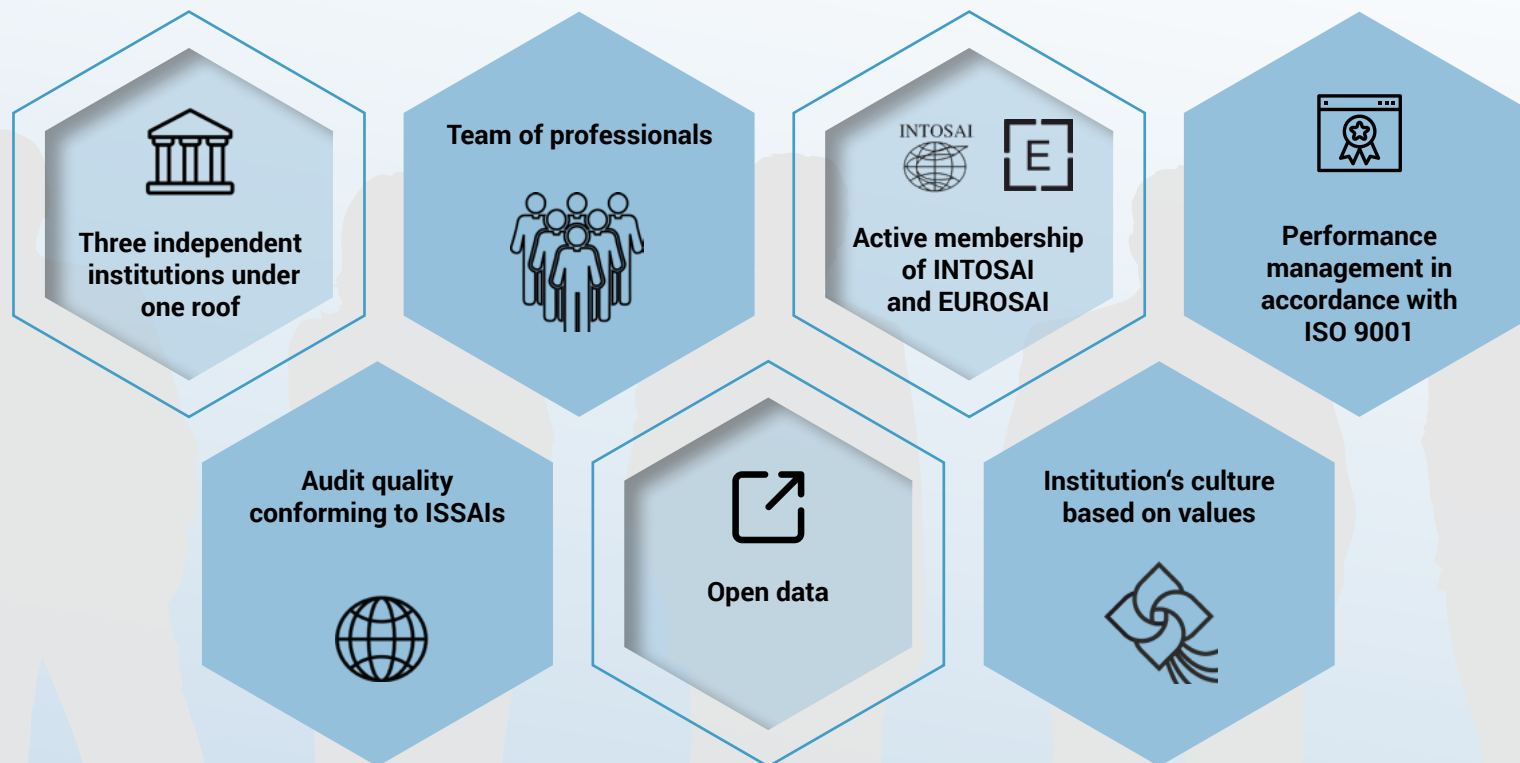 Three independent
institutions under
one roof
Team of professionals
INTOSAI
E
Active membership
of INTOSAI
and EUROSAI
Performance
management in
accordance with
ISO 9001
Audit quality
conforming to ISSAIs
Open data
Institution‘s culture
based on values